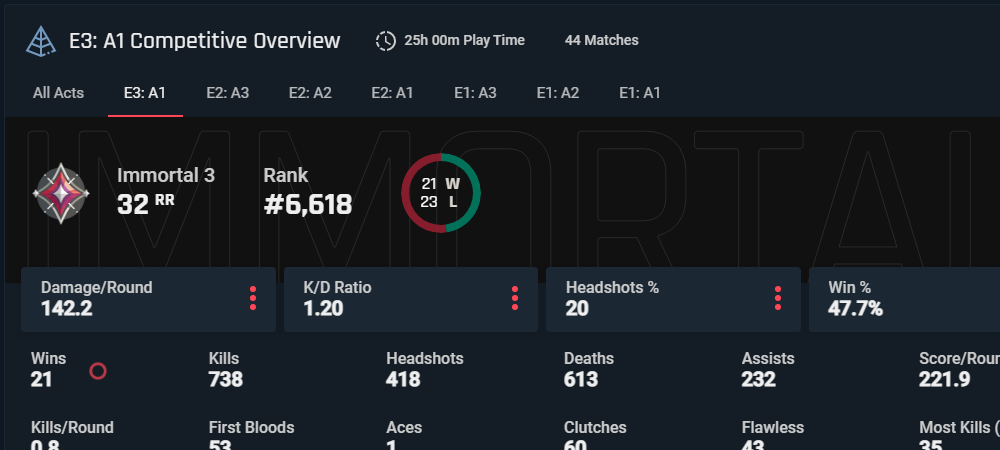 E3: A1 Competitive Overview 25h 00m Play Time 44 Matches
All Acts E3: A1 E2: A3 E2: A2 E2: A1 E1: A3 E1: A2 E1: A1
IMMORTAL
Immortal 3 Rank
32 RR #6,618
21 W
23 L
Damage/Round K/D Ratio Headshots % Win %
142.2 1.20 20 47.7%
Wins Kills Headshots Deaths Assists Score/Roun
21 738 418 613 232 221.9
Kills/Round First Bloods Aces Clutches Flawless Most Kills (
0.8 53 1 60 43 35